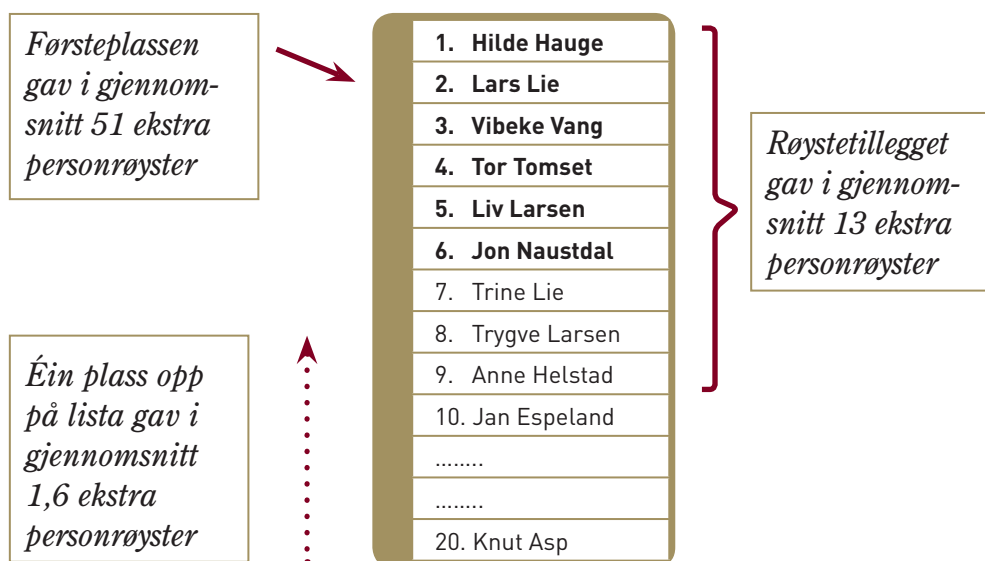 Førsteplassen
gav i gjennom-
snitt 51 ekstra
personrøyster
1. Hilde Hauge
2. Lars Lie
3. Vibeke Vang
4. Tor Tomset
5. Liv Larsen
6. Jon Naustdal
7. Trine Lie
8. Trygve Larsen
9. Anne Helstad
10. Jan Espeland
........
........
20. Knut Asp
Røystetillegget
gav i gjennom-
snitt 13 ekstra
personrøyster
Éin plass opp
på lista gav i
gjennomsnitt
1,6 ekstra
personrøyster